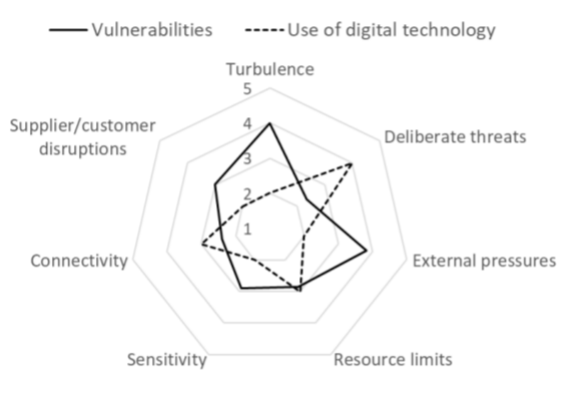 Vulnerabilities
Use of digital technology
Turbulence
5
Supplier/customer
disruptions
4
Deliberate threats
3
2
1
Connectivity
External pressures
Sensitivity
Resource limits